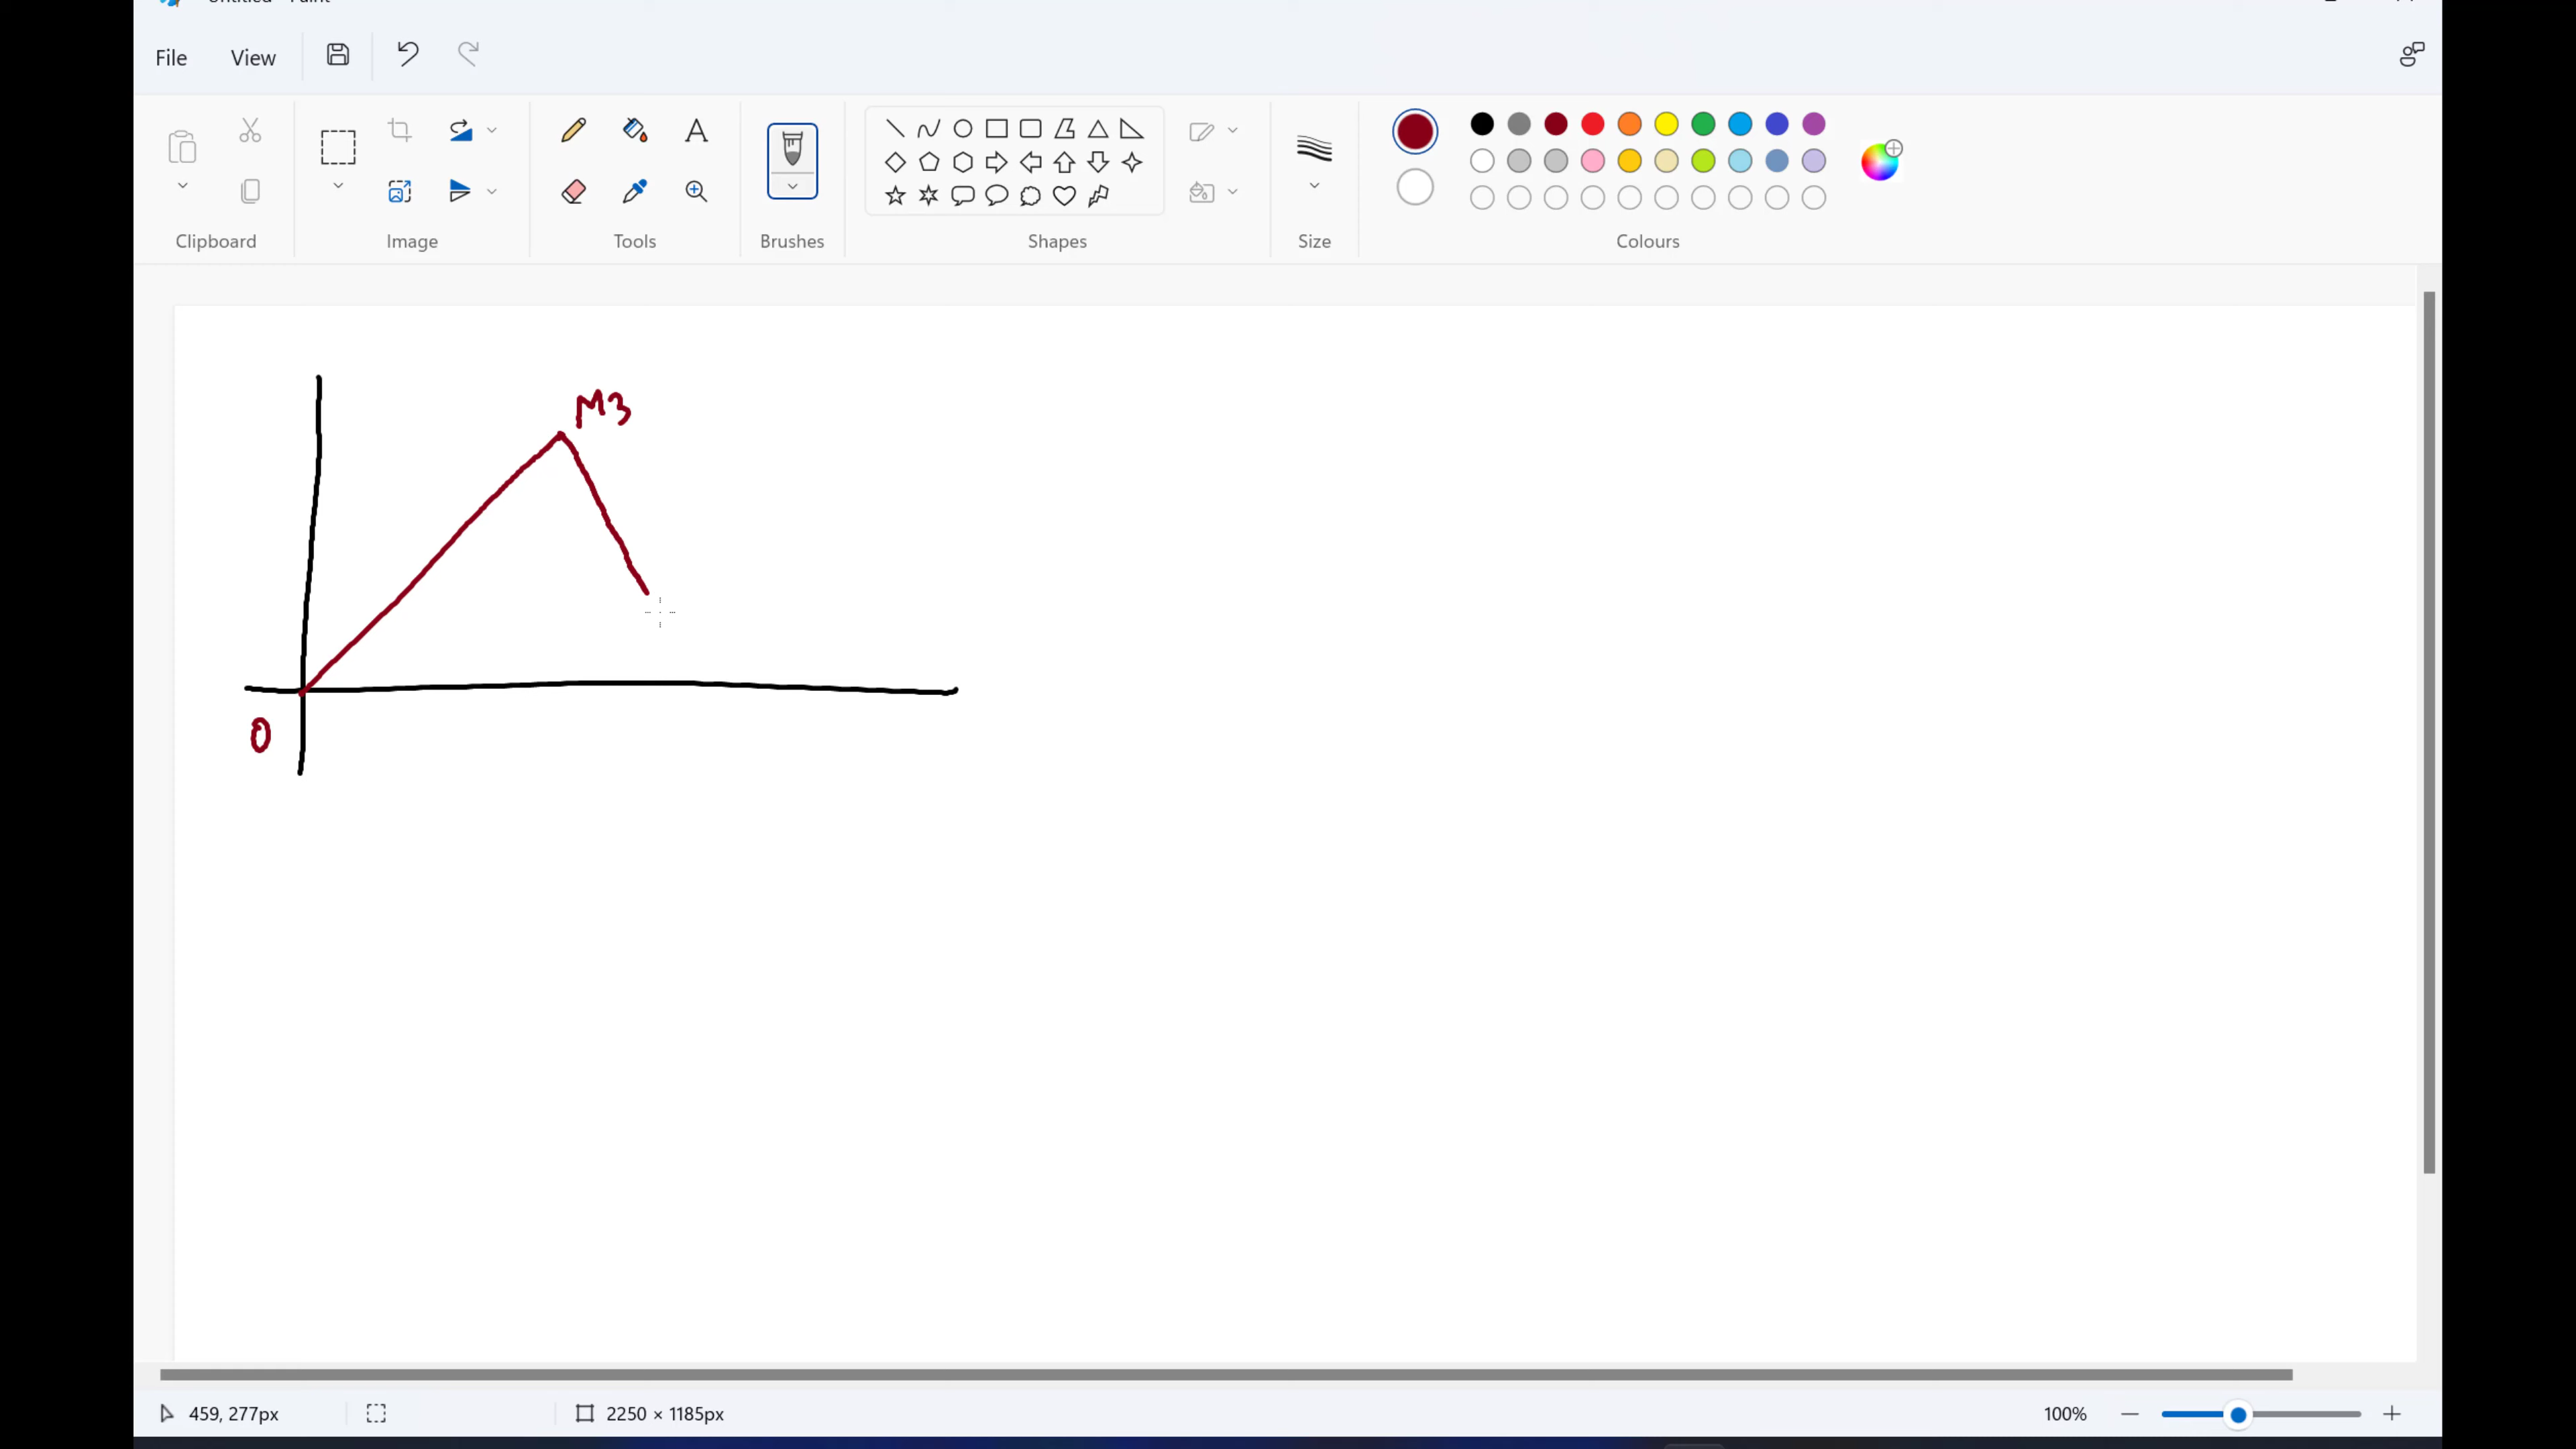 File View
Clipboard
Image
Tools
Brushes
Shapes
Size
Colours
M3
0
459, 277px
2250 × 1185px
100%